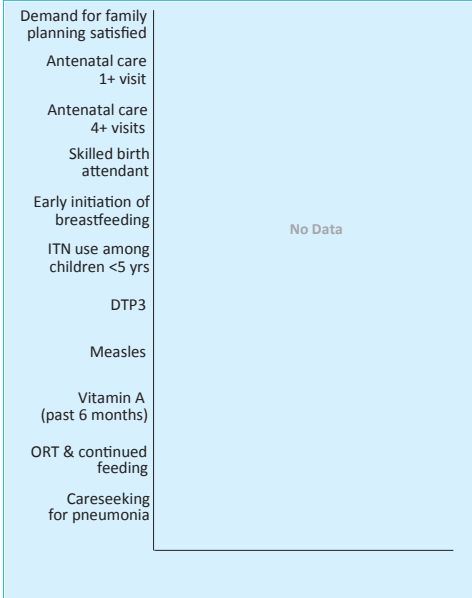 Demand for family
planning satisfied
Antenatal care
1+ visit
Antenatal care
4+ visits
Skilled birth
attendant
Early initiation of
breastfeeding
No Data
ITN use among
children <5 yrs
DTP3
Measles
Vitamin A
(past 6 months)
ORT & continued
feeding
Careseeking
for pneumonia